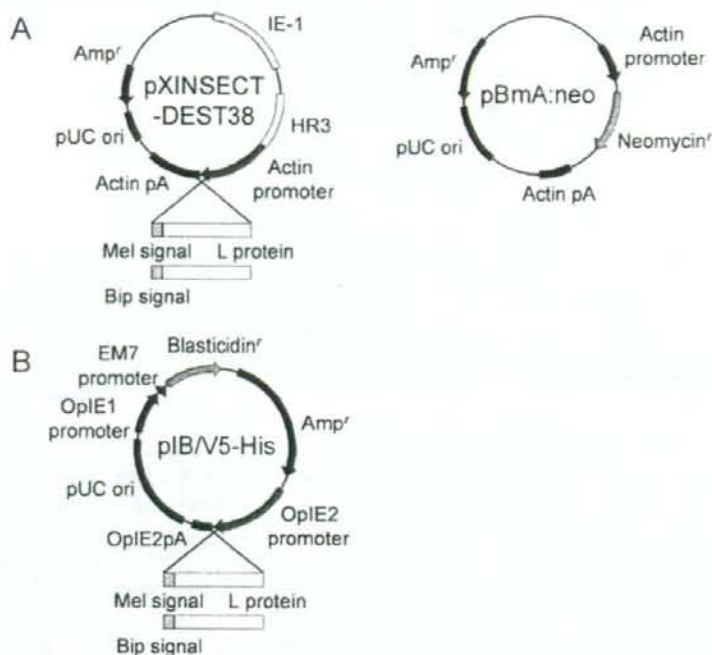 A
IE-1
Amp^r
pXINSECT
-DEST38
pUC ori
HR3
Actin pA
Actin
promoter
Mel signal
L protein
Bip signal
Actin
promoter
Amp^r
pBmA:neo
pUC ori
Neomycin^r
Actin pA
B
EM7
promoter
Blasticidin^r
OpIE1
promoter
Amp^r
pIB/V5-His
pUC ori
OpIE2pA
OpIE2
promoter
Mel signal
L protein
Bip signal